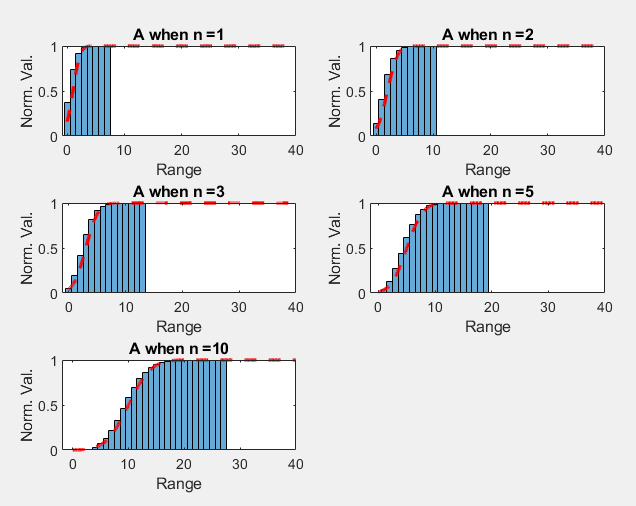 A when n =1
Norm. Val.
1
0.5
0
0 10 20 30 40
Range
A when n =2
Norm. Val.
1
0.5
0
0 10 20 30 40
Range
A when n =3
Norm. Val.
1
0.5
0
0 10 20 30 40
Range
A when n =5
Norm. Val.
1
0.5
0
0 10 20 30 40
Range
A when n =10
Norm. Val.
1
0.5
0
0 10 20 30 40
Range